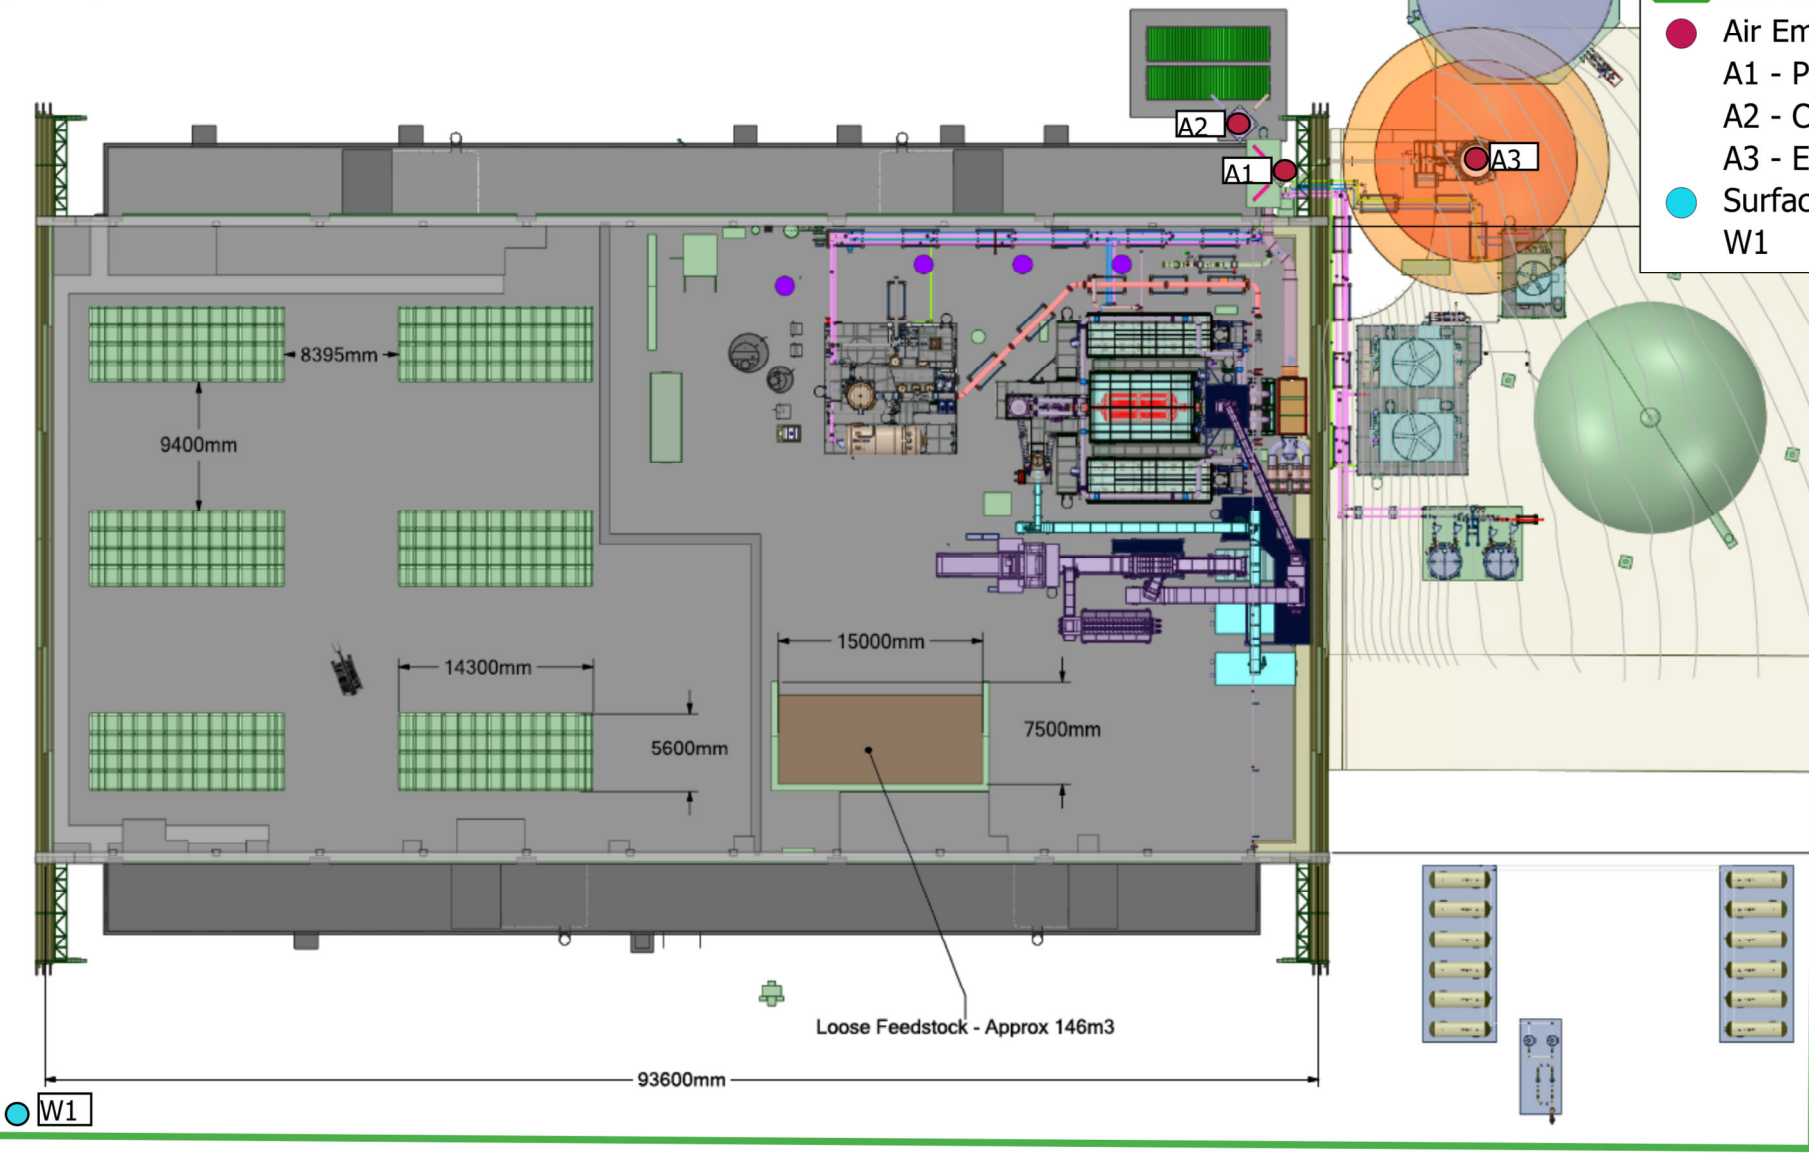 Air Em
A1 - P
A2 - C
A3 - E
Surfac
W1
A2
A1
A3
8395mm
9400mm
14300mm
5600mm
15000mm
7500mm
Loose Feedstock - Approx 146m3
93600mm
W1